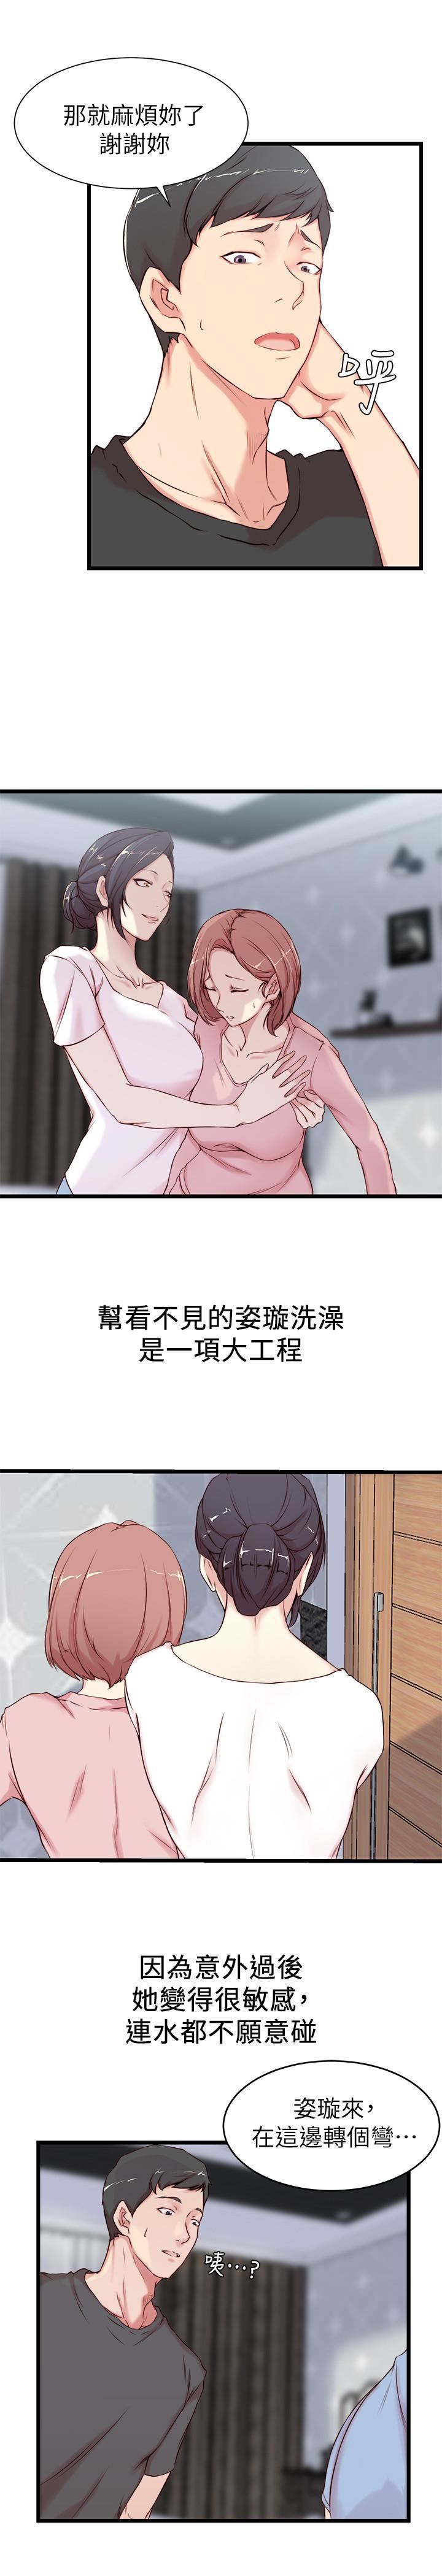 那就麻煩妳了
謝謝妳
呼
幫看不見的姿璇洗澡
是一項大工程
因為意外過後
她變得很敏感，
連水都不願意碰
姿璇來，
在這邊轉個彎⋯
咦⋯?